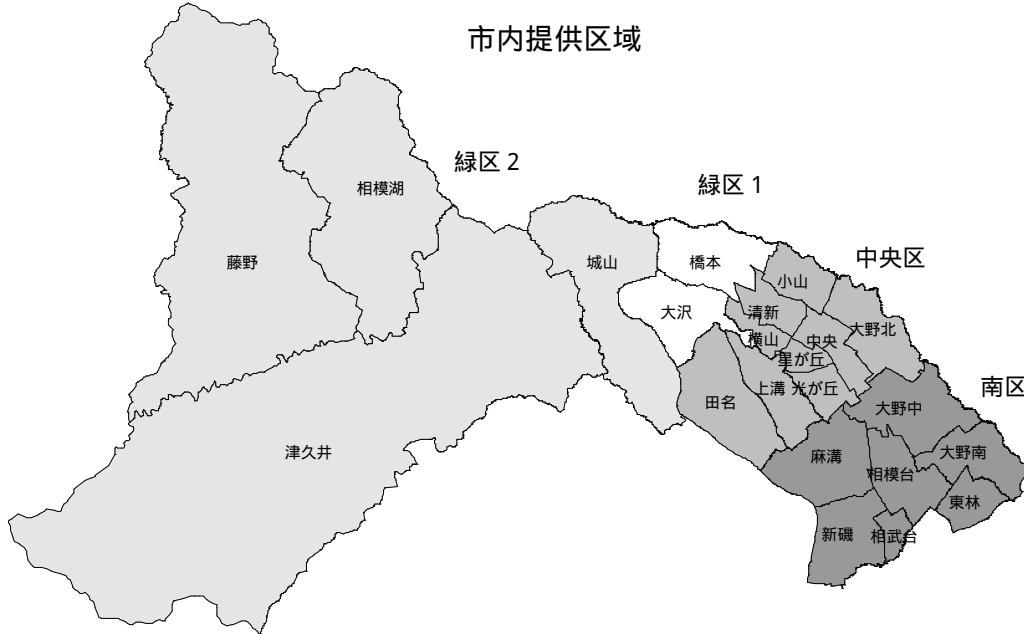 市内提供区域
緑区 2
緑区 1
中央区
南区
相模湖
藤野
城山
橋本
小山
大沢
清新
大野北
横山
中央
星が丘
上溝
光が丘
田名
大野中
津久井
麻溝
大野南
相模台
東林
新磯
相武台